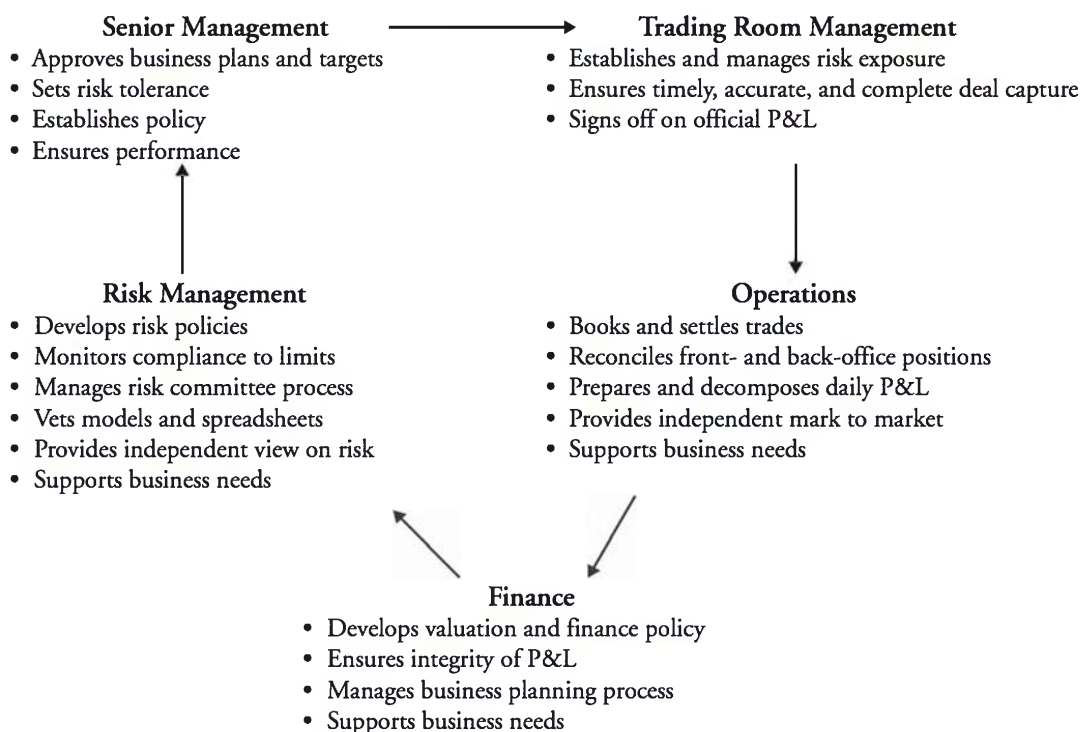 Senior Management
• Approves business plans and targets
• Sets risk tolerance
• Establishes policy
• Ensures performance
Trading Room Management
• Establishes and manages risk exposure
• Ensures timely, accurate, and complete deal capture
• Signs off on official P&L
Risk Management
• Develops risk policies
• Monitors compliance to limits
• Manages risk committee process
• Vets models and spreadsheets
• Provides independent view on risk
• Supports business needs
Operations
• Books and settles trades
• Reconciles front- and back-office positions
• Prepares and decomposes daily P&L
• Provides independent mark to market
• Supports business needs
Finance
• Develops valuation and finance policy
• Ensures integrity of P&L
• Manages business planning process
• Supports business needs